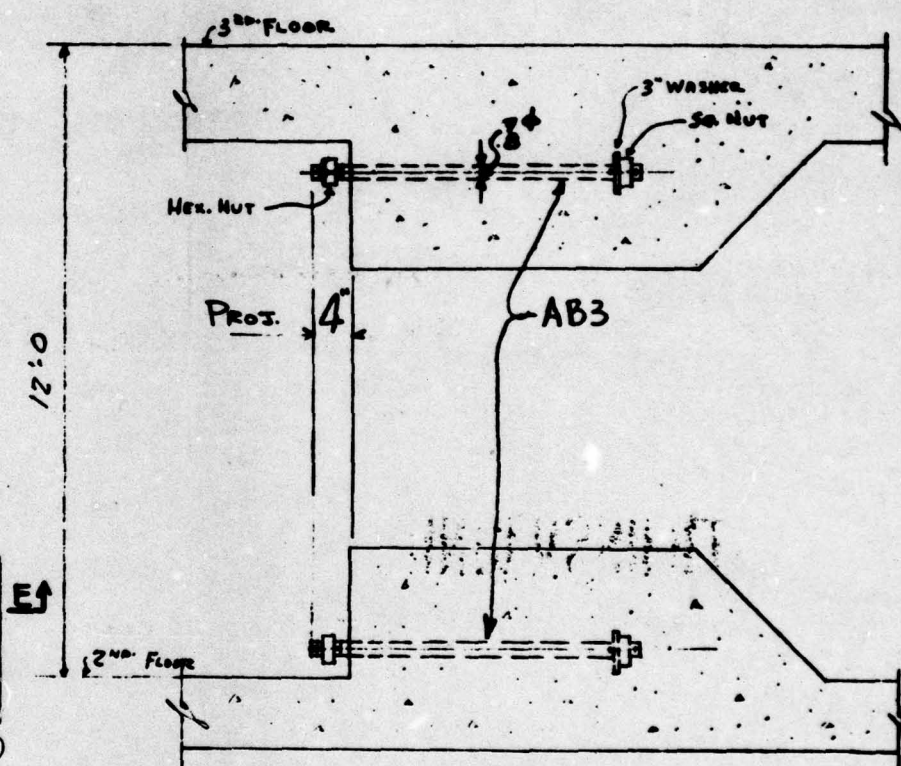 3RD. FLOOR
3" WASHER
SQ. NUT
7/8 ϕ
HEX. NUT
PROJ. 4"
AB3
12'-0
E
2ND. FLOOR